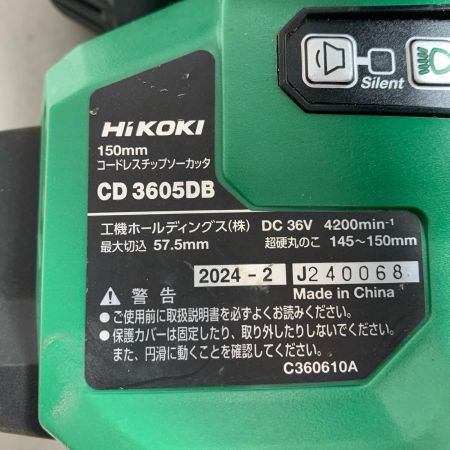 Silent
HiKOKI
150mm
コードレスチップソーカッタ
CD 3605DB
工機ホールディングス(株) DC 36V 4200min⁻¹
最大切込 57.5mm 超硬丸のこ 145~150mm
2024-2 J240068
Made in China
⚠ 警告
●ご使用前に取扱説明書を必ずよくお読みください。
●保護カバーは固定したり、取り外したりしないでください。
また、円滑に動くことを確認してください。
C360610A